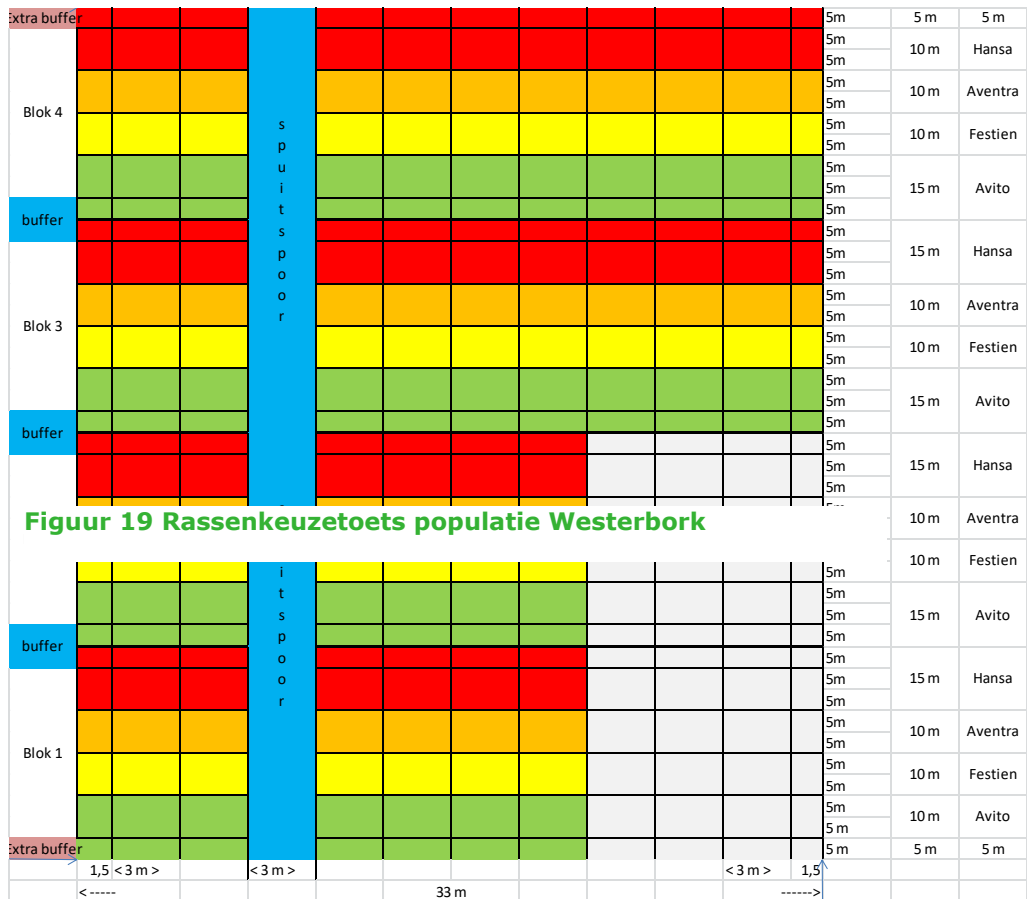 Extra buffer 5m 5 m 5 m
5m
10 m Hansa
5m
5m
10 m Aventra
5m
Blok 4
spuitspoor
5m
10 m Festien
5m
5m
5m 15 m Avito
5m
buffer
5m
5m 15 m Hansa
5m
5m
10 m Aventra
5m
Blok 3
5m
10 m Festien
5m
5m
5m 15 m Avito
5m
buffer
5m
5m 15 m Hansa
5m
10 m Aventra
Figuur 19 Rassenkeuzetoets populatie Westerbork
10 m Festien
itspoor
5m
5m
5m 15 m Avito
5m
buffer
5m
5m 15 m Hansa
5m
5m
10 m Aventra
5m
Blok 1
5m
10 m Festien
5m
5m
10 m Avito
5 m
Extra buffer 5m 5 m 5 m
1,5 < 3 m > < 3 m > < 3 m > 1,5
< ----- 33 m ------>